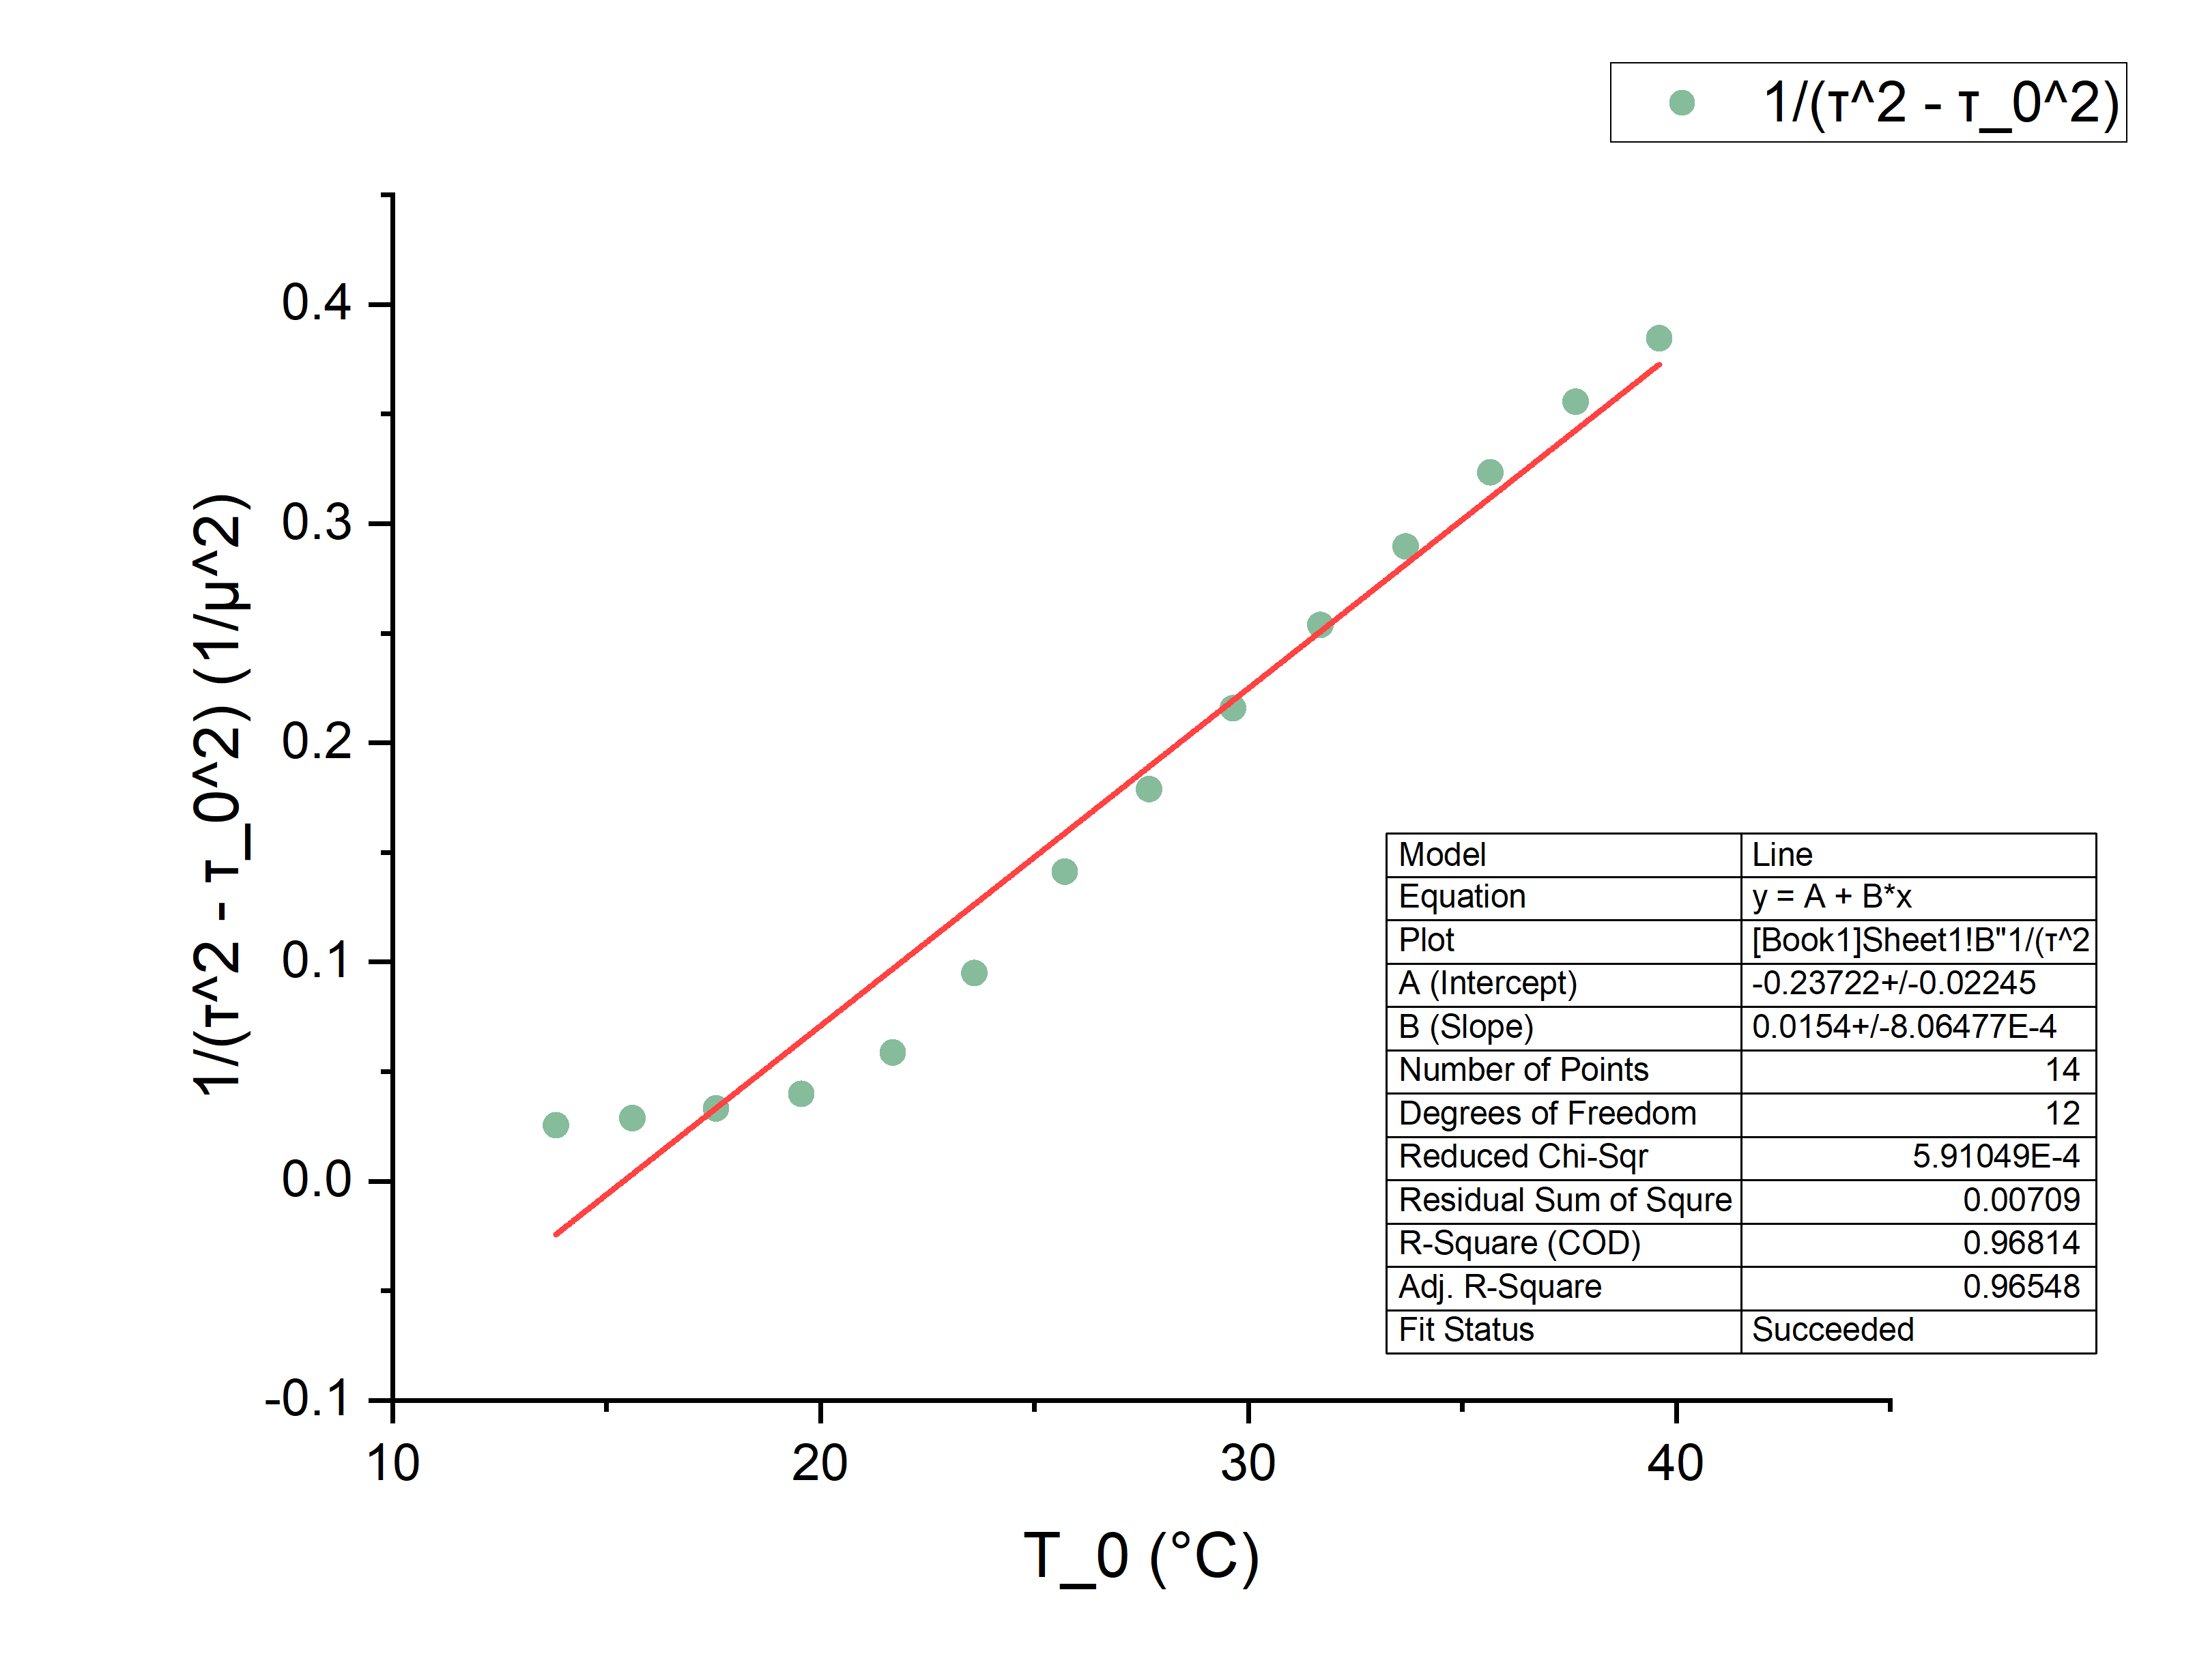 1/(τ^2 - τ_0^2)
0.4
0.3
0.2
0.1
0.0
-0.1
1/(τ^2 - τ_0^2) (1/μ^2)
10 20 30 40
T_0 (°C)
Model Line
Equation y = A + B*x
Plot [Book1]Sheet1!B"1/(τ^2
A (Intercept) -0.23722+/-0.02245
B (Slope) 0.0154+/-8.06477E-4
Number of Points 14
Degrees of Freedom 12
Reduced Chi-Sqr 5.91049E-4
Residual Sum of Squre 0.00709
R-Square (COD) 0.96814
Adj. R-Square 0.96548
Fit Status Succeeded